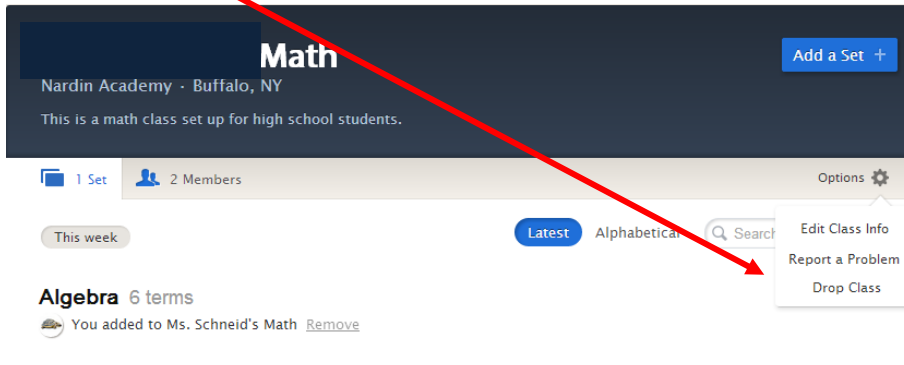 Math
Add a Set +
Nardin Academy · Buffalo, NY
This is a math class set up for high school students.
1 Set
2 Members
Options
This week
Latest
Alphabetical
Search
Edit Class Info
Report a Problem
Drop Class
Algebra 6 terms
You added to Ms. Schneid's Math Remove